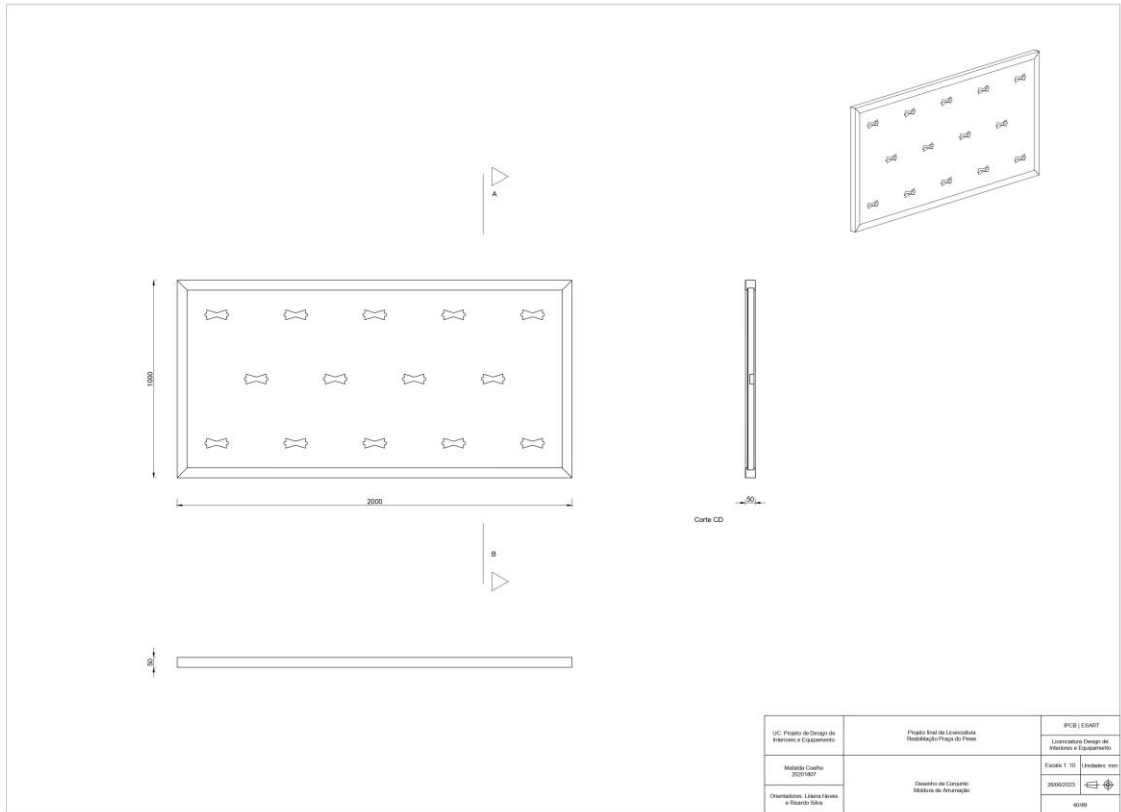 A
1000
2000
50
Corte CD
B
50
UC: Projeto de Design de
Interiores e Equipamento
Projeto final da Licenciatura
Reabilitação Praça do Peixe
IPCB | ESART
Licenciatura Design de
Interiores e Equipamento
Matilde Coelho
20201807
Desenho de Conjunto
Moldura de Arrumação
Escala 1: 10
Unidades: mm
26/06/2023
Orientadores: Liliana Neves
e Ricardo Silva
40/49